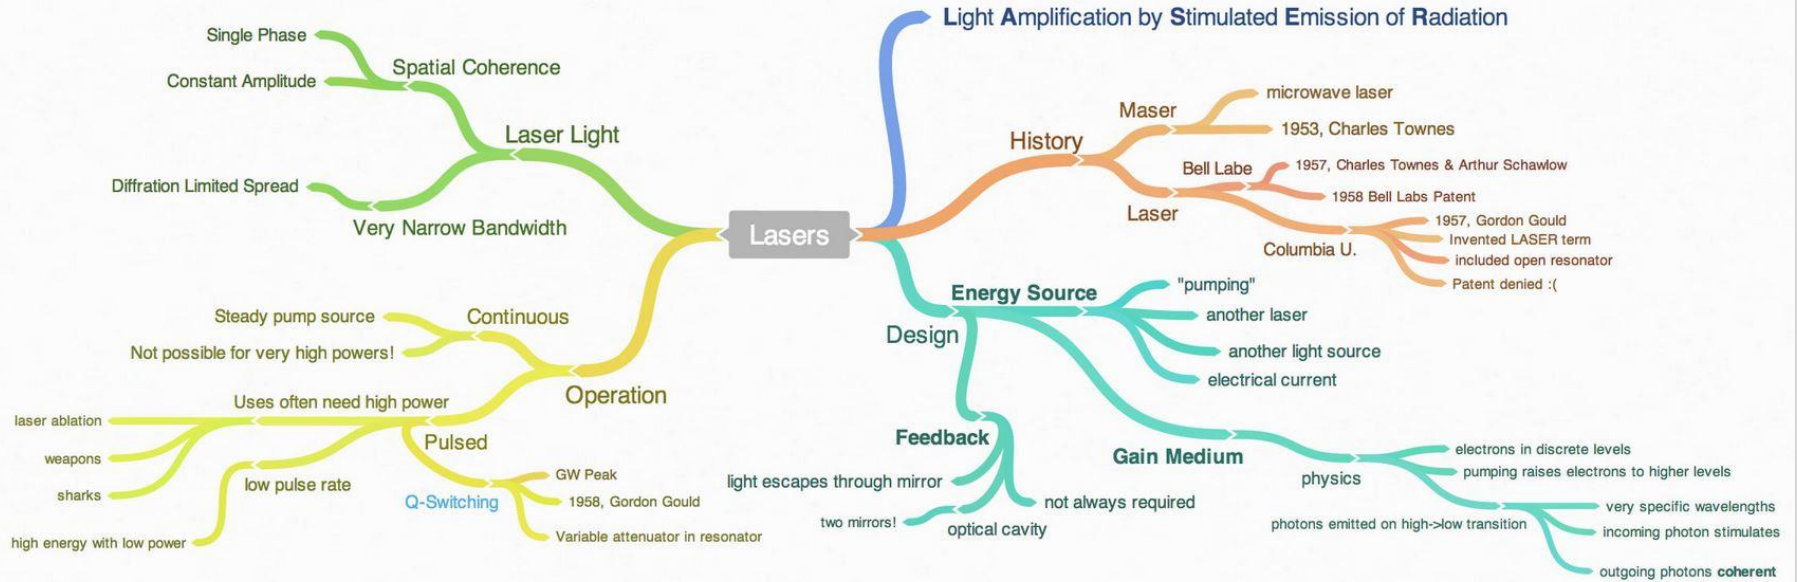 Light Amplification by Stimulated Emission of Radiation
Single Phase
Constant Amplitude
Spatial Coherence
Laser Light
Diffration Limited Spread
Very Narrow Bandwidth
Lasers
History
Maser
microwave laser
1953, Charles Townes
Laser
Bell Labe
1957, Charles Townes & Arthur Schawlow
1958 Bell Labs Patent
Columbia U.
1957, Gordon Gould
Invented LASER term
included open resonator
Patent denied :(
Operation
Continuous
Steady pump source
Not possible for very high powers!
Pulsed
Uses often need high power
laser ablation
weapons
sharks
low pulse rate
high energy with low power
Q-Switching
GW Peak
1958, Gordon Gould
Variable attenuator in resonator
Design
Energy Source
"pumping"
another laser
another light source
electrical current
Feedback
light escapes through mirror
optical cavity
two mirrors!
not always required
Gain Medium
physics
electrons in discrete levels
pumping raises electrons to higher levels
photons emitted on high->low transition
very specific wavelengths
incoming photon stimulates
outgoing photons coherent